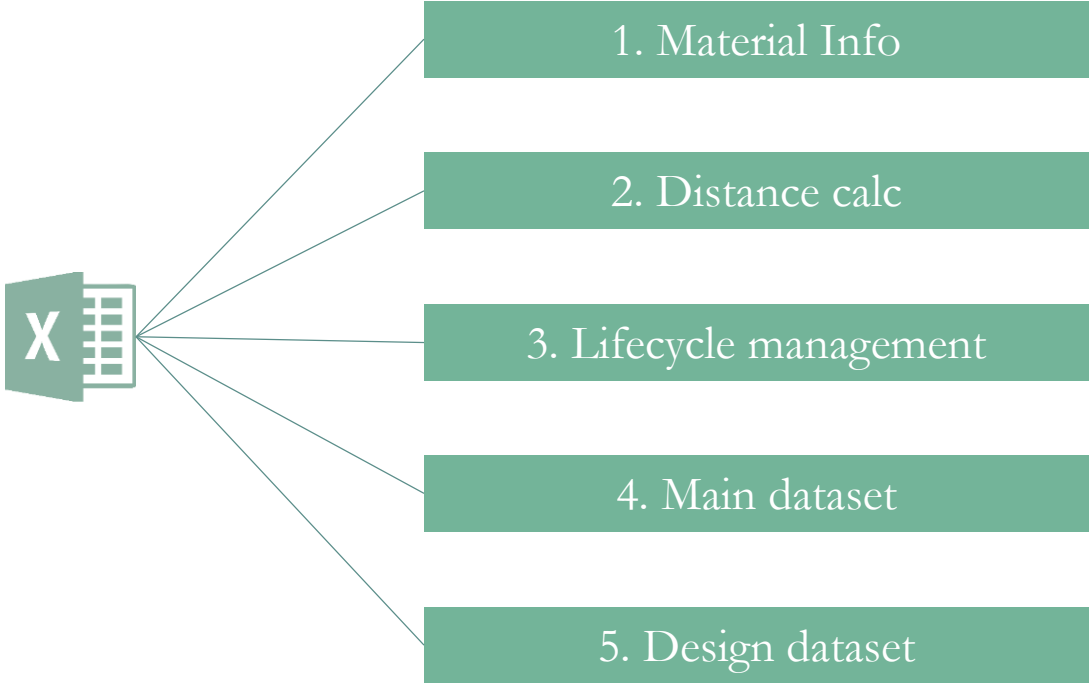 1. Material Info
2. Distance calc
X
3. Lifecycle management
4. Main dataset
5. Design dataset